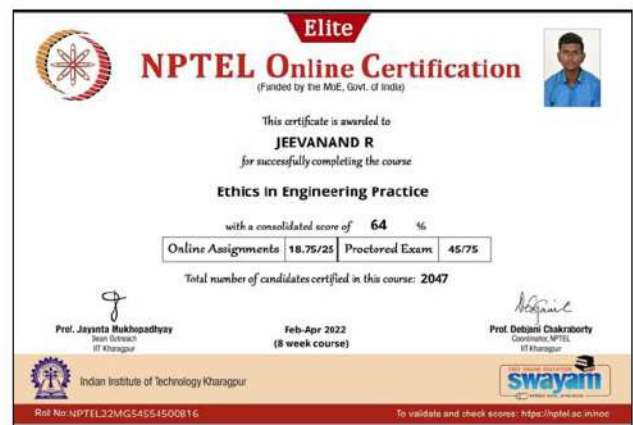 Elite
NPTEL Online Certification
(Funded by the MoE, Govt. of India)
This certificate is awarded to
JEEVANAND R
for successfully completing the course
Ethics in Engineering Practice
with a consolidated score of 64 %
Online Assignments 18.75/25 Proctored Exam 45/75
Total number of candidates certified in this course: 2047
Prof. Jayanta Mukhopadhyay
Dean Outreach
IIT Kharagpur
Feb-Apr 2022
(8 week course)
Prof. Debjani Chakraborty
Coordinator, NPTEL
IIT Kharagpur
Indian Institute of Technology Kharagpur
FREE ONLINE EDUCATION
swayam
Roll No: NPTEL22MG54S54500816
To validate and check scores: https://nptel.ac.in/noc